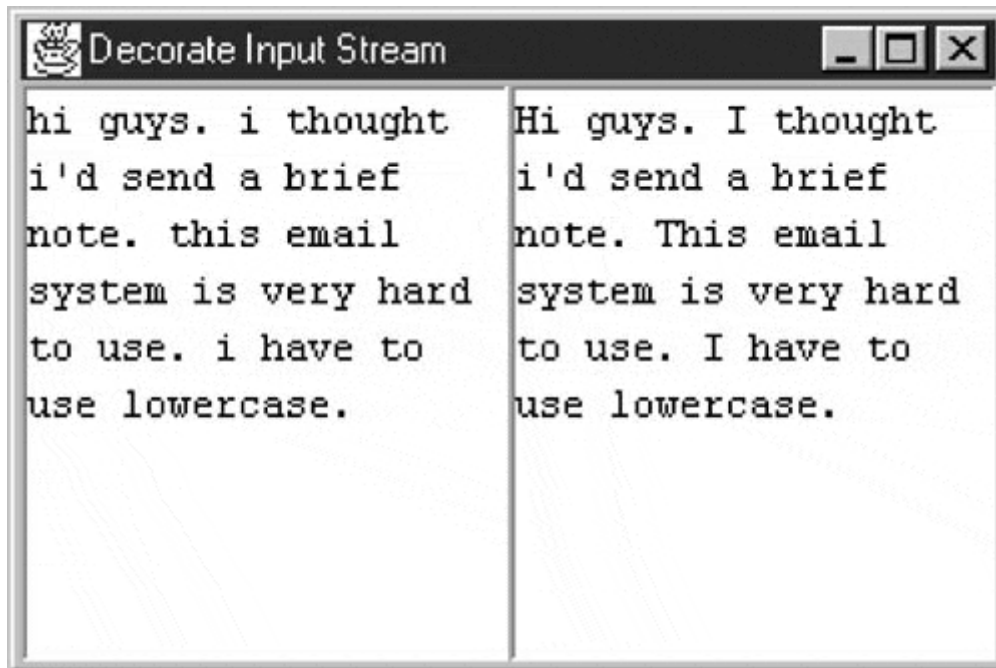 Decorate Input Stream
hi guys. i thought
i'd send a brief
note. this email
system is very hard
to use. i have to
use lowercase.
Hi guys. I thought
i'd send a brief
note. This email
system is very hard
to use. I have to
use lowercase.